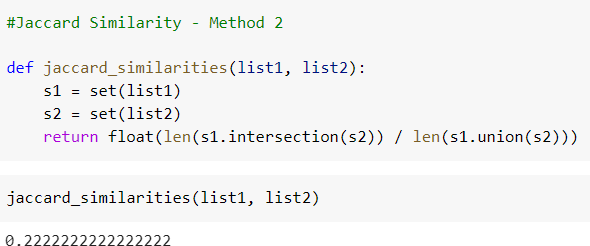 #Jaccard Similarity - Method 2
def jaccard_similarities(list1, list2):
    s1 = set(list1)
    s2 = set(list2)
    return float(len(s1.intersection(s2)) / len(s1.union(s2)))
jaccard_similarities(list1, list2)
0.2222222222222222